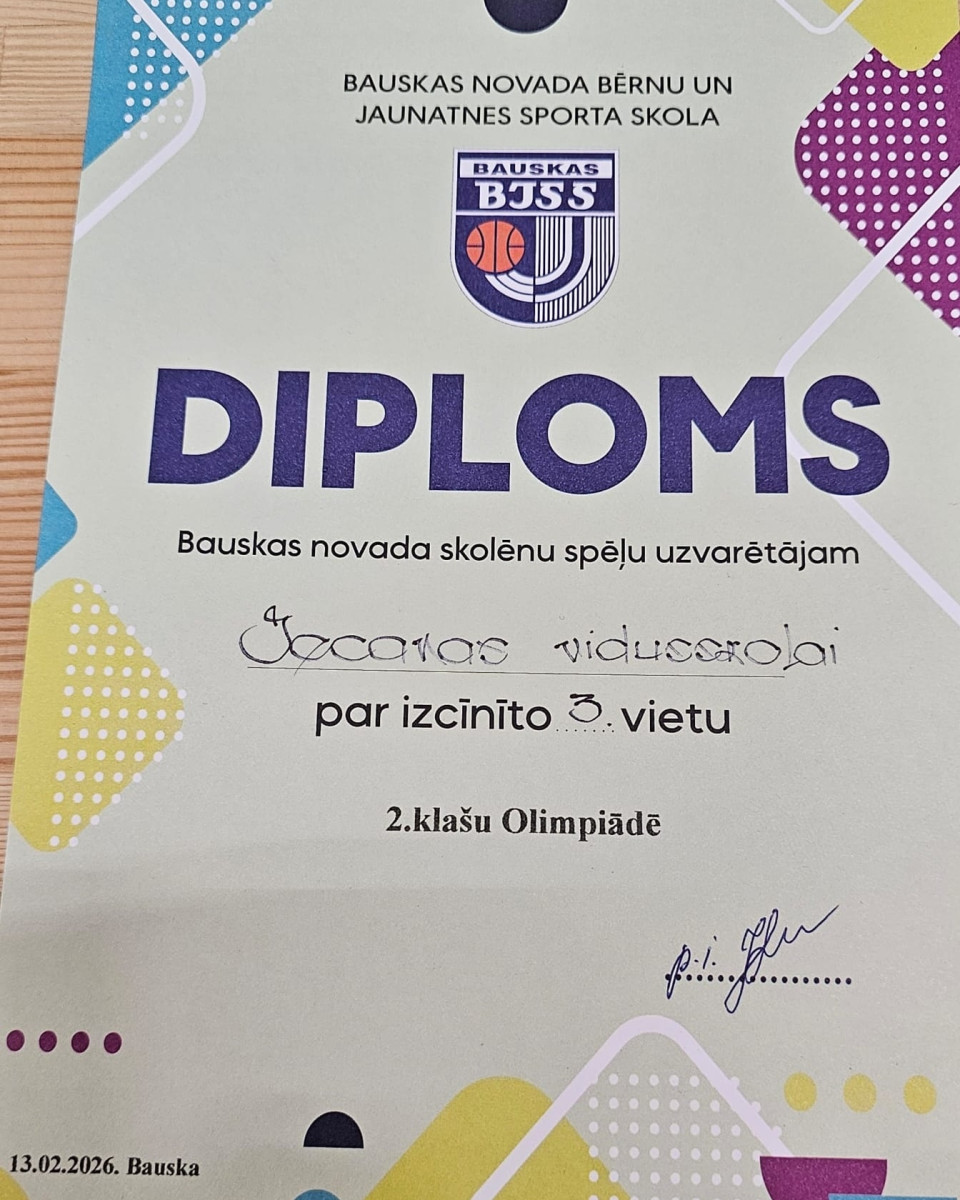 BAUSKAS NOVADA BĒRNU UN
JAUNATNES SPORTA SKOLA
BAUSKAS
BJSS
DIPLOMS
Bauskas novada skolēnu spēļu uzvarētājam
Iecavas vidusskolai
par izcīnīto 3. vietu
2.klašu Olimpiādē
p.i.
13.02.2026. Bauska